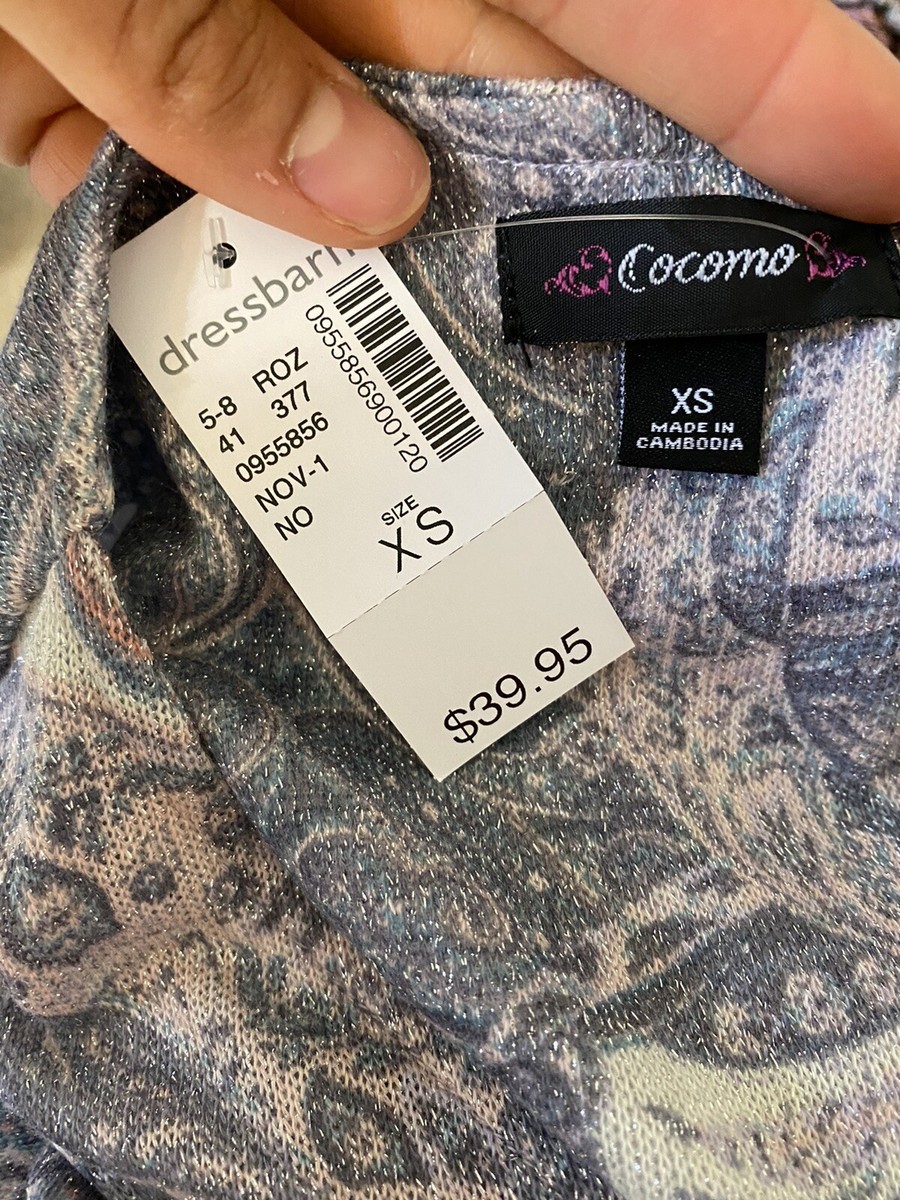 dressbarn
0955856900120
5-8 ROZ
41 377
0955856
NOV-1
NO
SIZE
XS
$39.95
Cocomo
XS
MADE IN
CAMBODIA